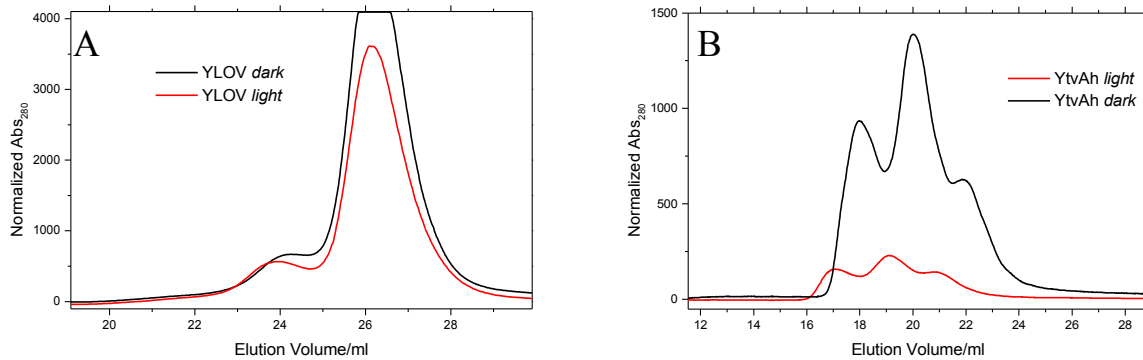 A
YLOV dark
YLOV light
Normalized Abs280
4000
3000
2000
1000
0
20 22 24 26 28
Elution Volume/ml
B
YtvAh light
YtvAh dark
Normalized Abs280
1500
1000
500
0
12 14 16 18 20 22 24 26 28
Elution Volume/ml